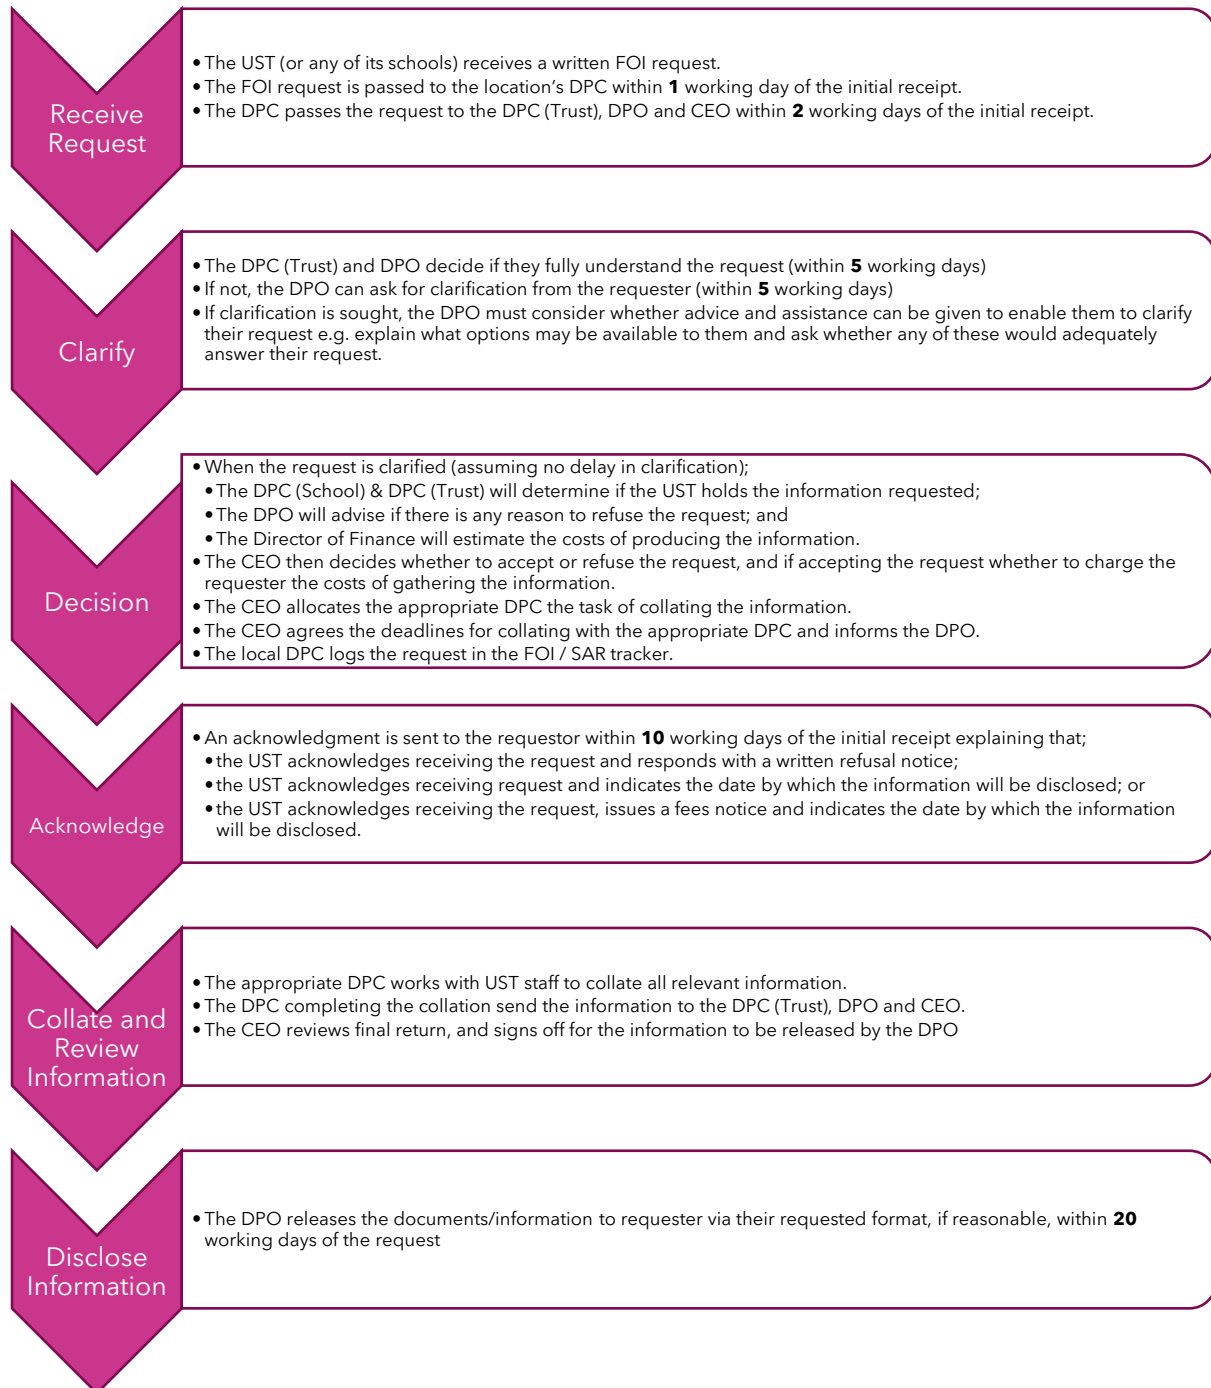 Receive
Request
•The UST (or any of its schools) receives a written FOI request.
•The FOI request is passed to the location's DPC within 1 working day of the initial receipt.
•The DPC passes the request to the DPC (Trust), DPO and CEO within 2 working days of the initial receipt.
Clarify
•The DPC (Trust) and DPO decide if they fully understand the request (within 5 working days)
•If not, the DPO can ask for clarification from the requester (within 5 working days)
•If clarification is sought, the DPO must consider whether advice and assistance can be given to enable them to clarify
their request e.g. explain what options may be available to them and ask whether any of these would adequately
answer their request.
Decision
•When the request is clarified (assuming no delay in clarification);
•The DPC (School) & DPC (Trust) will determine if the UST holds the information requested;
•The DPO will advise if there is any reason to refuse the request; and
•The Director of Finance will estimate the costs of producing the information.
•The CEO then decides whether to accept or refuse the request, and if accepting the request whether to charge the
requester the costs of gathering the information.
•The CEO allocates the appropriate DPC the task of collating the information.
•The CEO agrees the deadlines for collating with the appropriate DPC and informs the DPO.
•The local DPC logs the request in the FOI / SAR tracker.
Acknowledge
•An acknowledgment is sent to the requestor within 10 working days of the initial receipt explaining that;
•the UST acknowledges receiving the request and responds with a written refusal notice;
•the UST acknowledges receiving request and indicates the date by which the information will be disclosed; or
•the UST acknowledges receiving the request, issues a fees notice and indicates the date by which the information
will be disclosed.
Collate and
Review
Information
•The appropriate DPC works with UST staff to collate all relevant information.
•The DPC completing the collation send the information to the DPC (Trust), DPO and CEO.
•The CEO reviews final return, and signs off for the information to be released by the DPO
Disclose
Information
•The DPO releases the documents/information to requester via their requested format, if reasonable, within 20
working days of the request